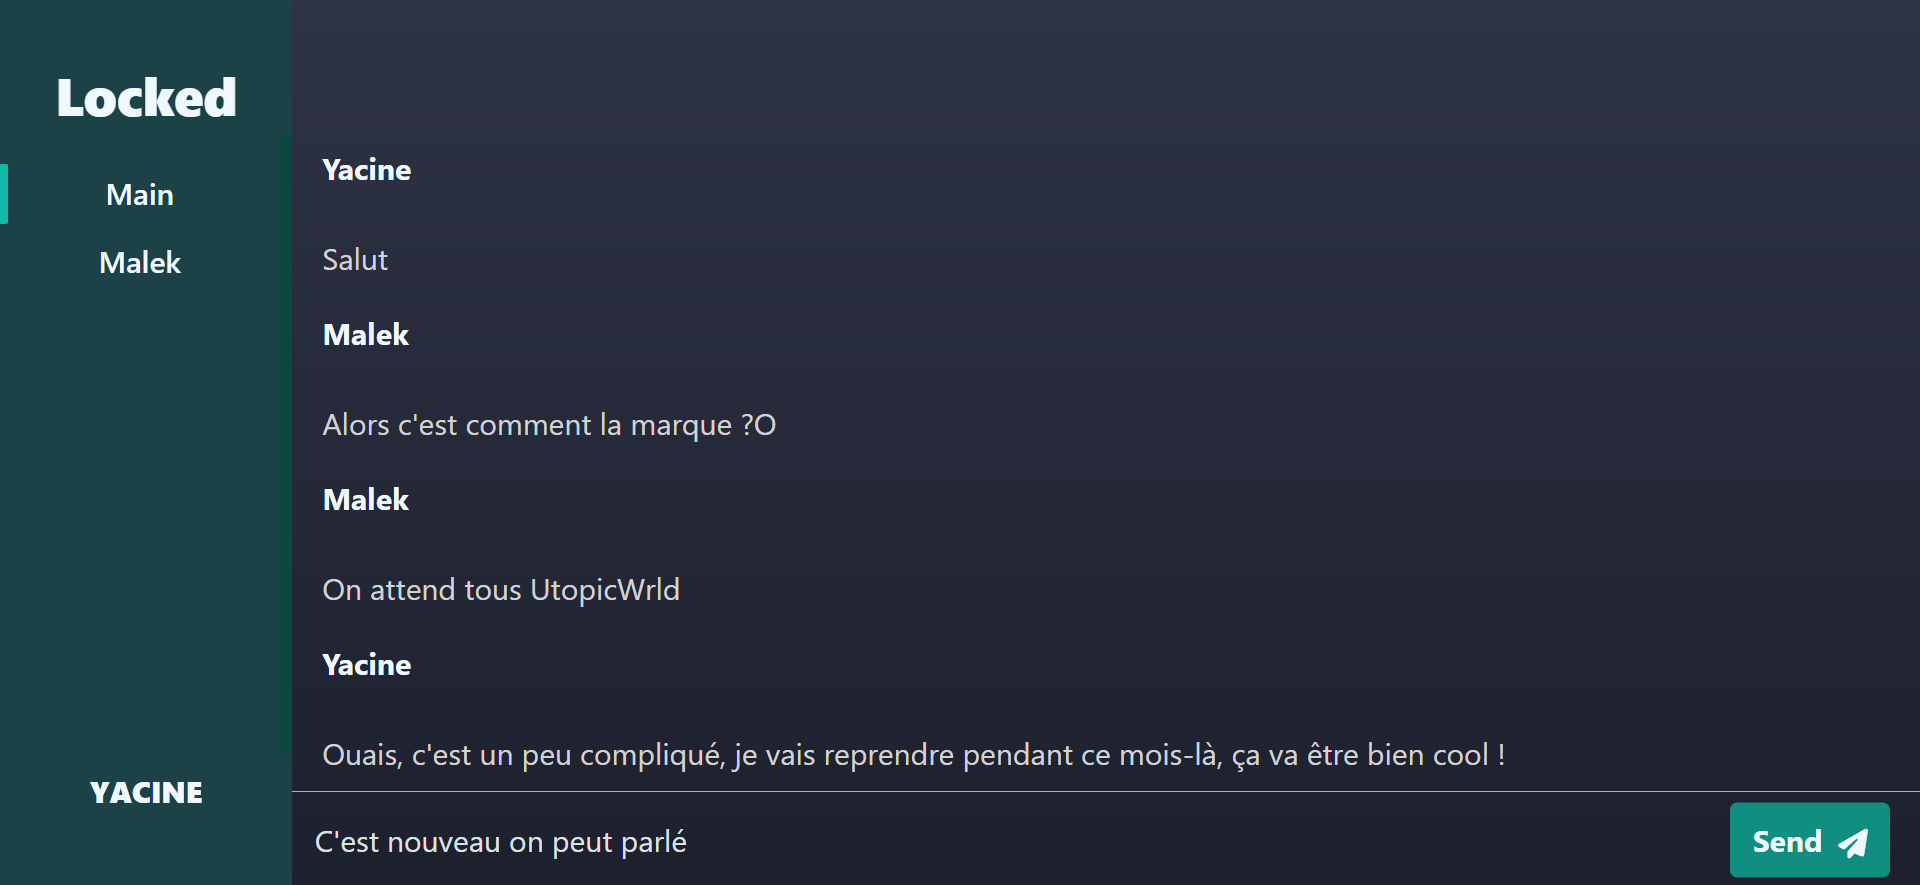 Locked
Main
Malek
YACINE
Yacine
Salut
Malek
Alors c'est comment la marque ?O
Malek
On attend tous UtopicWrld
Yacine
Ouais, c'est un peu compliqué, je vais reprendre pendant ce mois-là, ça va être bien cool !
C'est nouveau on peut parlé
Send